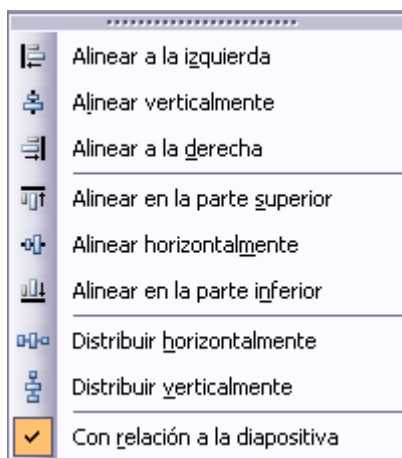 Alinear a la izquierda
Alinear verticalmente
Alinear a la derecha
Alinear en la parte superior
Alinear horizontalmente
Alinear en la parte inferior
Distribuir horizontalmente
Distribuir verticalmente
Con relación a la diapositiva